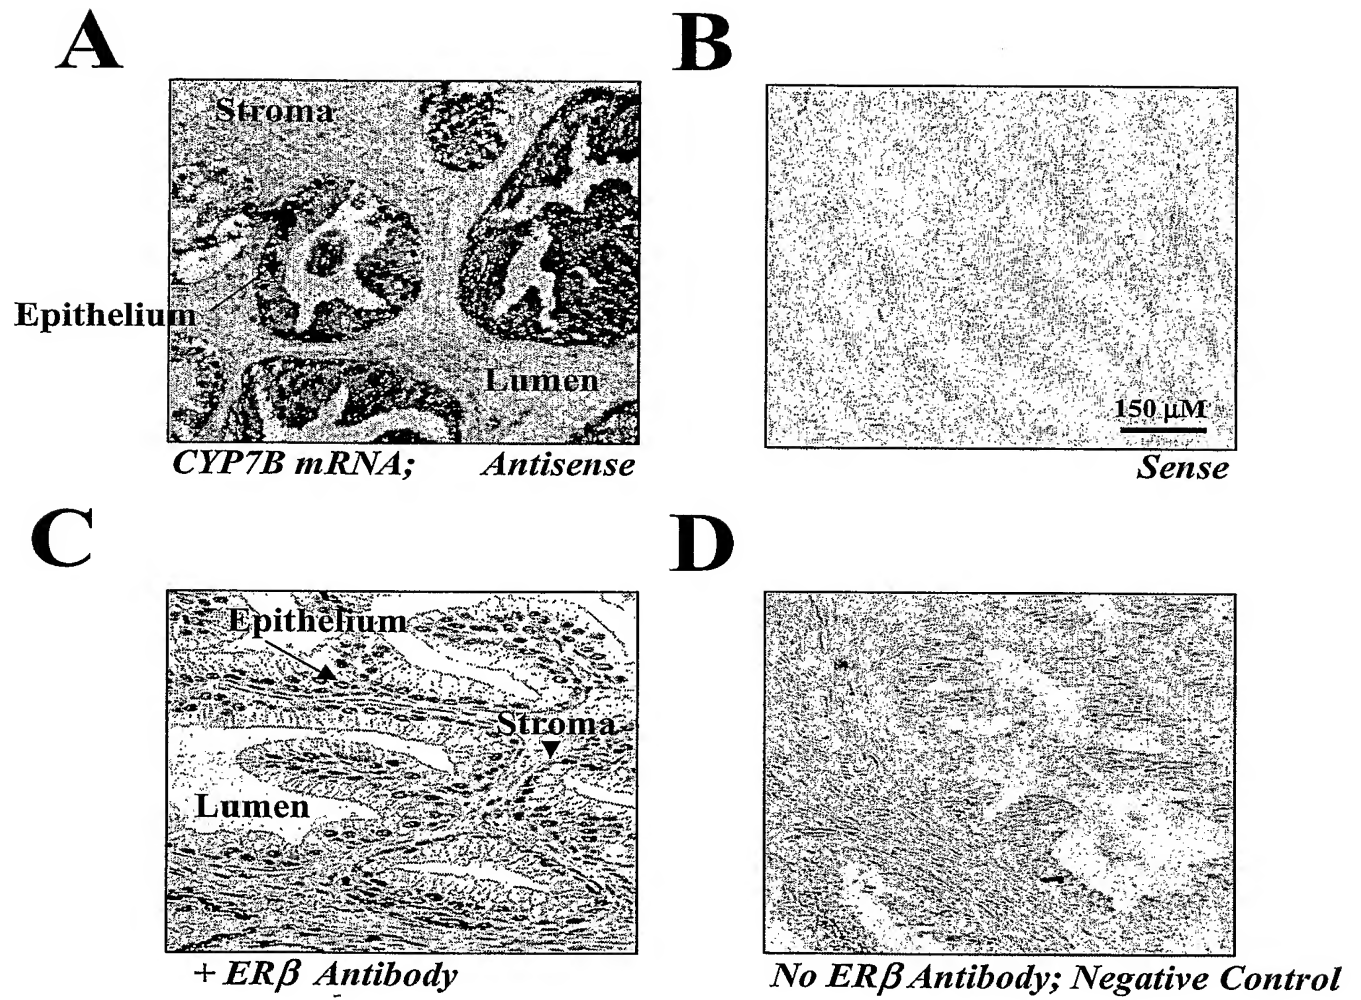 A
B
Stroma
Epithelium
Lumen
150 μM
CYP7B mRNA; Antisense
Sense
C
D
Epithelium
Stroma
Lumen
+ ERβ Antibody
No ERβ Antibody; Negative Control